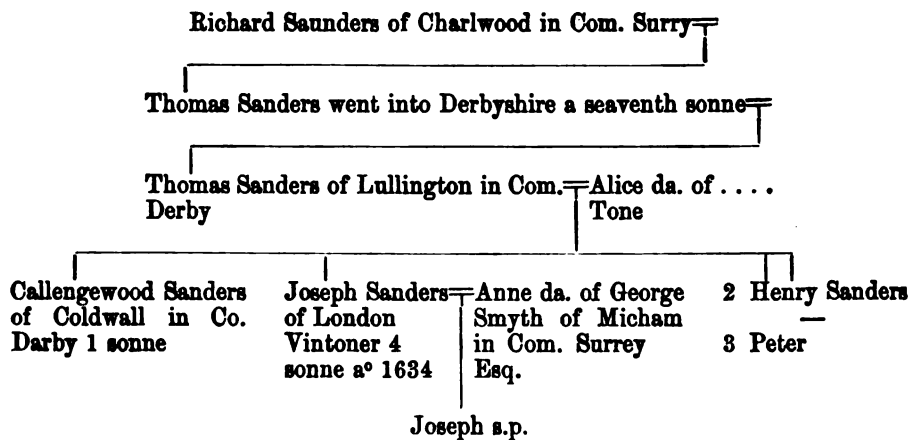 Richard Saunders of Charlwood in Com. Surry
Thomas Sanders went into Derbyshire a seaventh sonne
Thomas Sanders of Lullington in Com.
Derby
Alice da. of . . . .
Tone
Callengewood Sanders
of Coldwall in Co.
Darby 1 sonne
Joseph Sanders
of London
Vintoner 4
sonne aº 1634
Anne da. of George
Smyth of Micham
in Com. Surrey
Esq.
2 Henry Sanders
3 Peter
Joseph s.p.